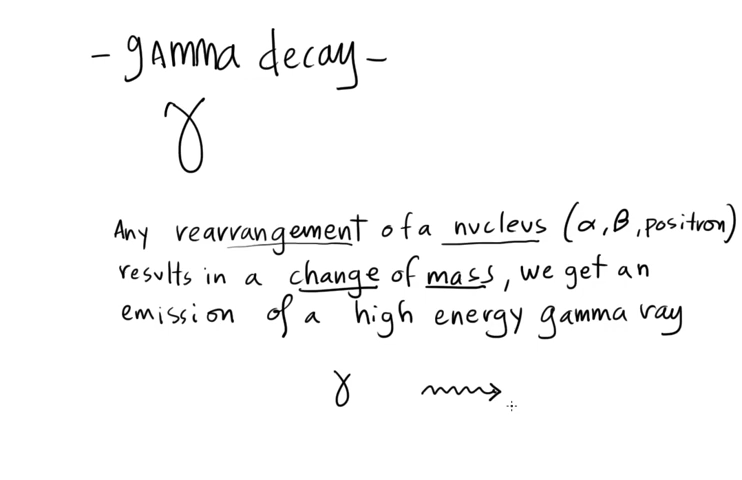 - gamma decay -
γ
Any rearrangement of a nucleus (α, β, positron)
results in a change of mass, we get an
emission of a high energy gamma ray
γ